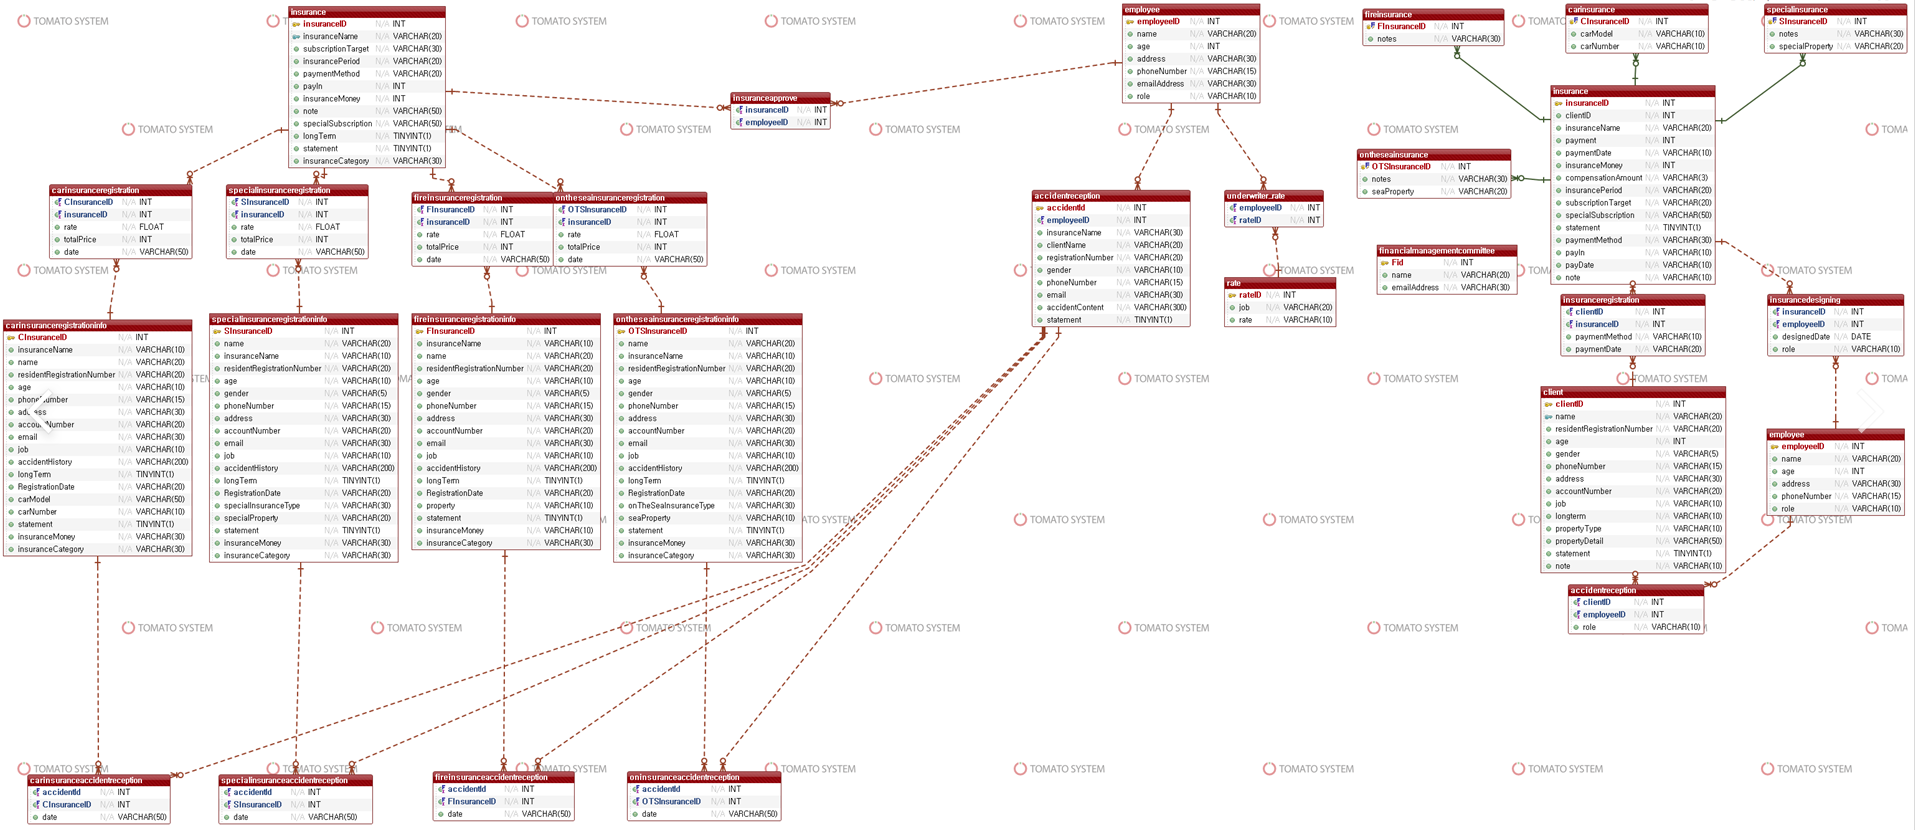 insurance
insuranceID N/A INT
insuranceName N/A VARCHAR(20)
subscriptionTarget N/A VARCHAR(30)
insurancePeriod N/A VARCHAR(20)
paymentMethod N/A VARCHAR(20)
payIn N/A INT
insuranceMoney N/A INT
note N/A VARCHAR(50)
specialSubscription N/A VARCHAR(50)
longTerm N/A TINYINT(1)
statement N/A TINYINT(1)
insuranceCategory N/A VARCHAR(30)
insuranceapprove
insuranceID N/A INT
employeeID N/A INT
employee
employeeID N/A INT
name N/A VARCHAR(20)
age N/A INT
address N/A VARCHAR(30)
phoneNumber N/A VARCHAR(15)
emailAddress N/A VARCHAR(30)
role N/A VARCHAR(10)
carinsuranceregistration
CInsuranceID N/A INT
insuranceID N/A INT
rate N/A FLOAT
totalPrice N/A INT
date N/A VARCHAR(50)
specialinsuranceregistration
SInsuranceID N/A INT
insuranceID N/A INT
rate N/A FLOAT
totalPrice N/A INT
date N/A VARCHAR(50)
fireinsuranceregistration
FInsuranceID N/A INT
insuranceID N/A INT
rate N/A FLOAT
totalPrice N/A INT
date N/A VARCHAR(50)
ontheseainsuranceregistration
OTSInsuranceID N/A INT
insuranceID N/A INT
rate N/A FLOAT
totalPrice N/A INT
date N/A VARCHAR(50)
carinsuranceregistrationinfo
CInsuranceID N/A INT
insuranceName N/A VARCHAR(10)
name N/A VARCHAR(20)
residentRegistrationNumber N/A VARCHAR(20)
age N/A VARCHAR(10)
phoneNumber N/A VARCHAR(15)
address N/A VARCHAR(30)
accountNumber N/A VARCHAR(20)
email N/A VARCHAR(30)
job N/A VARCHAR(10)
accidentHistory N/A VARCHAR(200)
longTerm N/A TINYINT(1)
RegistrationDate N/A VARCHAR(20)
carModel N/A VARCHAR(50)
carNumber N/A VARCHAR(10)
statement N/A TINYINT(1)
insuranceMoney N/A VARCHAR(30)
insuranceCategory N/A VARCHAR(30)
specialinsuranceregistrationinfo
SInsuranceID N/A INT
name N/A VARCHAR(20)
insuranceName N/A VARCHAR(10)
residentRegistrationNumber N/A VARCHAR(20)
age N/A VARCHAR(10)
gender N/A VARCHAR(5)
phoneNumber N/A VARCHAR(15)
address N/A VARCHAR(30)
accountNumber N/A VARCHAR(20)
email N/A VARCHAR(30)
job N/A VARCHAR(10)
accidentHistory N/A VARCHAR(200)
longTerm N/A TINYINT(1)
RegistrationDate N/A VARCHAR(20)
specialInsuranceType N/A VARCHAR(30)
specialProperty N/A VARCHAR(20)
statement N/A TINYINT(1)
insuranceMoney N/A VARCHAR(30)
insuranceCategory N/A VARCHAR(30)
fireinsuranceregistrationinfo
FInsuranceID N/A INT
insuranceName N/A VARCHAR(10)
name N/A VARCHAR(20)
residentRegistrationNumber N/A VARCHAR(20)
age N/A VARCHAR(10)
gender N/A VARCHAR(5)
phoneNumber N/A VARCHAR(15)
address N/A VARCHAR(30)
accountNumber N/A VARCHAR(20)
email N/A VARCHAR(30)
job N/A VARCHAR(10)
accidentHistory N/A VARCHAR(200)
longTerm N/A TINYINT(1)
RegistrationDate N/A VARCHAR(20)
property N/A VARCHAR(10)
statement N/A TINYINT(1)
insuranceMoney N/A VARCHAR(10)
insuranceCategory N/A VARCHAR(30)
ontheseainsuranceregistrationinfo
OTSInsuranceID N/A INT
name N/A VARCHAR(20)
insuranceName N/A VARCHAR(10)
residentRegistrationNumber N/A VARCHAR(20)
age N/A VARCHAR(10)
gender N/A VARCHAR(5)
phoneNumber N/A VARCHAR(15)
address N/A VARCHAR(30)
accountNumber N/A VARCHAR(20)
email N/A VARCHAR(30)
job N/A VARCHAR(10)
accidentHistory N/A VARCHAR(200)
longTerm N/A TINYINT(1)
RegistrationDate N/A VARCHAR(20)
onTheSeaInsuranceType N/A VARCHAR(30)
seaProperty N/A VARCHAR(10)
statement N/A TINYINT(1)
insuranceMoney N/A VARCHAR(30)
insuranceCategory N/A VARCHAR(30)
accidentreception
accidentId N/A INT
employeeID N/A INT
insuranceName N/A VARCHAR(30)
clientName N/A VARCHAR(20)
registrationNumber N/A VARCHAR(20)
gender N/A VARCHAR(10)
phoneNumber N/A VARCHAR(15)
email N/A VARCHAR(30)
accidentContent N/A VARCHAR(300)
statement N/A TINYINT(1)
underwriter_rate
employeeID N/A INT
rateID N/A INT
rate
rateID N/A INT
job N/A VARCHAR(20)
rate N/A VARCHAR(10)
carinsuranceaccidentreception
accidentId N/A INT
CInsuranceID N/A INT
date N/A VARCHAR(50)
specialinsuranceaccidentreception
accidentId N/A INT
SInsuranceID N/A INT
date N/A VARCHAR(50)
fireinsuranceaccidentreception
accidentId N/A INT
FInsuranceID N/A INT
date N/A VARCHAR(50)
oninsuranceaccidentreception
accidentId N/A INT
OTSInsuranceID N/A INT
date N/A VARCHAR(50)
fireinsurance
FInsuranceID N/A INT
notes N/A VARCHAR(30)
carinsurance
CInsuranceID N/A INT
carModel N/A VARCHAR(10)
carNumber N/A VARCHAR(10)
specialinsurance
SInsuranceID N/A INT
notes N/A VARCHAR(30)
specialProperty N/A VARCHAR(20)
insurance
insuranceID N/A INT
clientID N/A INT
insuranceName N/A VARCHAR(20)
payment N/A INT
paymentDate N/A VARCHAR(10)
insuranceMoney N/A INT
compensationAmount N/A VARCHAR(3)
insurancePeriod N/A VARCHAR(20)
subscriptionTarget N/A VARCHAR(20)
specialSubscription N/A VARCHAR(50)
statement N/A TINYINT(1)
paymentMethod N/A VARCHAR(30)
payIn N/A VARCHAR(10)
payDate N/A VARCHAR(10)
note N/A VARCHAR(10)
ontheseainsurance
OTSInsuranceID N/A INT
notes N/A VARCHAR(30)
seaProperty N/A VARCHAR(20)
financialmanagementcommittee
Fid N/A INT
name N/A VARCHAR(20)
emailAddress N/A VARCHAR(30)
insuranceregistration
clientID N/A INT
insuranceID N/A INT
paymentMethod N/A VARCHAR(10)
paymentDate N/A VARCHAR(20)
insurancedesigning
insuranceID N/A INT
employeeID N/A INT
designedDate N/A DATE
role N/A VARCHAR(10)
client
clientID N/A INT
name N/A VARCHAR(20)
residentRegistrationNumber N/A VARCHAR(20)
age N/A INT
gender N/A VARCHAR(5)
phoneNumber N/A VARCHAR(15)
address N/A VARCHAR(30)
accountNumber N/A VARCHAR(20)
job N/A VARCHAR(10)
longterm N/A VARCHAR(10)
propertyType N/A VARCHAR(10)
propertyDetail N/A VARCHAR(50)
statement N/A TINYINT(1)
note N/A VARCHAR(10)
employee
employeeID N/A INT
name N/A VARCHAR(20)
age N/A INT
address N/A VARCHAR(30)
phoneNumber N/A VARCHAR(15)
role N/A VARCHAR(10)
accidentreception
clientID N/A INT
employeeID N/A INT
role N/A VARCHAR(10)
TOMATO SYSTEM